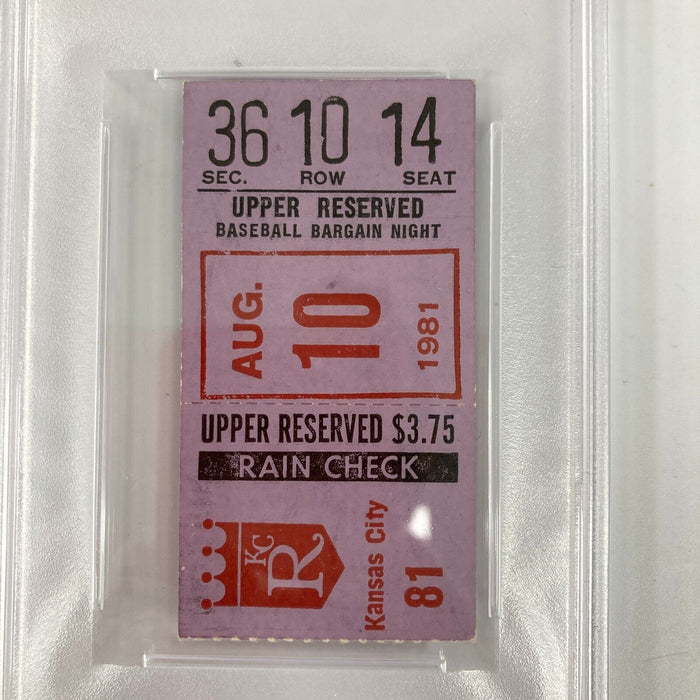 36 10 14
SEC. ROW SEAT
UPPER RESERVED
BASEBALL BARGAIN NIGHT
AUG. 10 1981
UPPER RESERVED $3.75
RAIN CHECK
KC
R
Kansas City
81